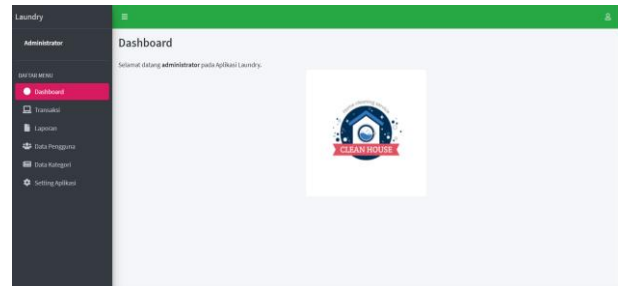 Laundry
Administrator
DAFTAR MENU
Dashboard
Transaksi
Laporan
Data Pengguna
Data Kategori
Setting Aplikasi
Dashboard
Selamat datang administrator pada Aplikasi Laundry.
CLEAN HOUSE